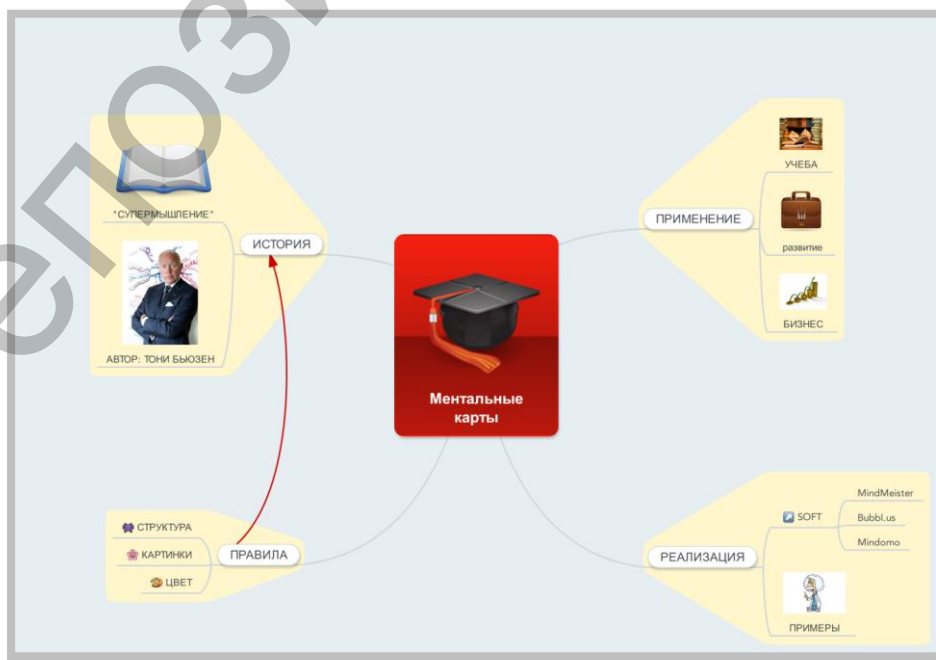 "СУПЕРМЫШЛЕНИЕ"
АВТОР: ТОНИ БЬЮЗЕН
ИСТОРИЯ
СТРУКТУРА
КАРТИНКИ
ЦВЕТ
ПРАВИЛА
Ментальные
карты
ПРИМЕНЕНИЕ
УЧЕБА
развитие
БИЗНЕС
РЕАЛИЗАЦИЯ
SOFT
MindMeister
Bubbl.us
Mindomo
ПРИМЕРЫ